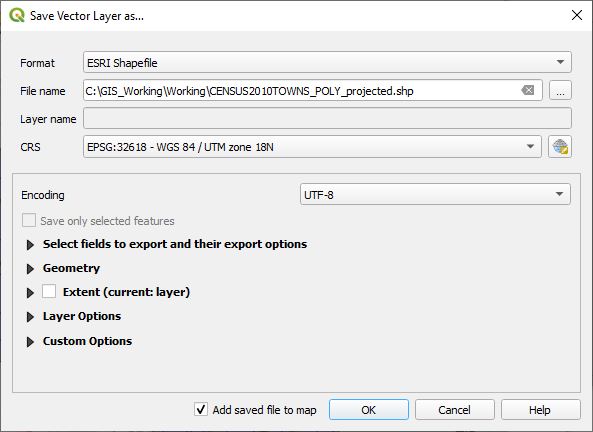 Save Vector Layer as...
Format ESRI Shapefile
File name C:\GIS_Working\Working\CENSUS2010TOWNS_POLY_projected.shp ...
Layer name
CRS EPSG:32618 - WGS 84 / UTM zone 18N
Encoding UTF-8
Save only selected features
Select fields to export and their export options
Geometry
Extent (current: layer)
Layer Options
Custom Options
Add saved file to map OK Cancel Help